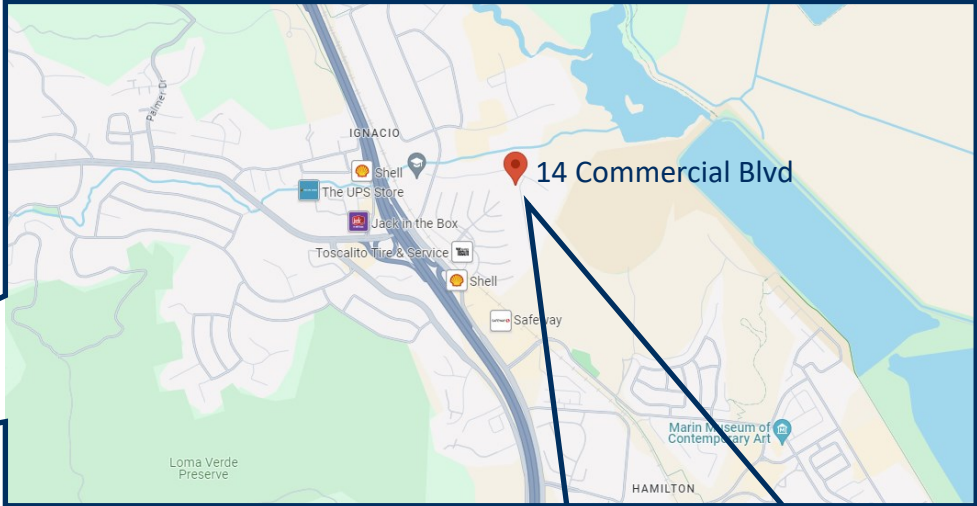 Palmer Dr
IGNACIO
Shell
The UPS Store
14 Commercial Blvd
Jack in the Box
Toscalito Tire & Service
Shell
Safeway
Marin Museum of
Contemporary Art
Loma Verde
Preserve
HAMILTON